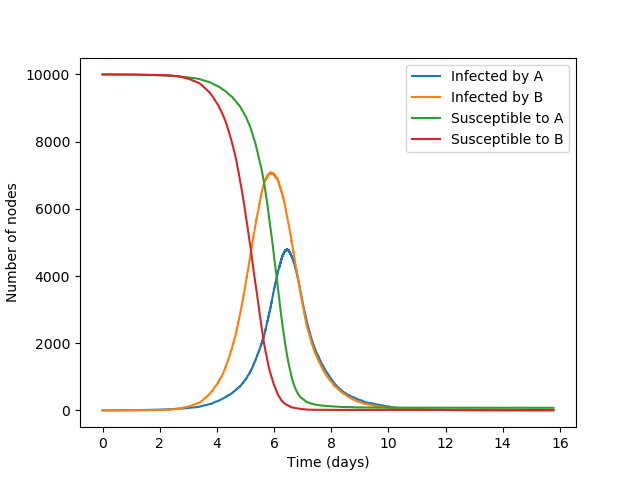 10000
8000
6000
4000
2000
0
Number of nodes
Infected by A
Infected by B
Susceptible to A
Susceptible to B
0 2 4 6 8 10 12 14 16
Time (days)